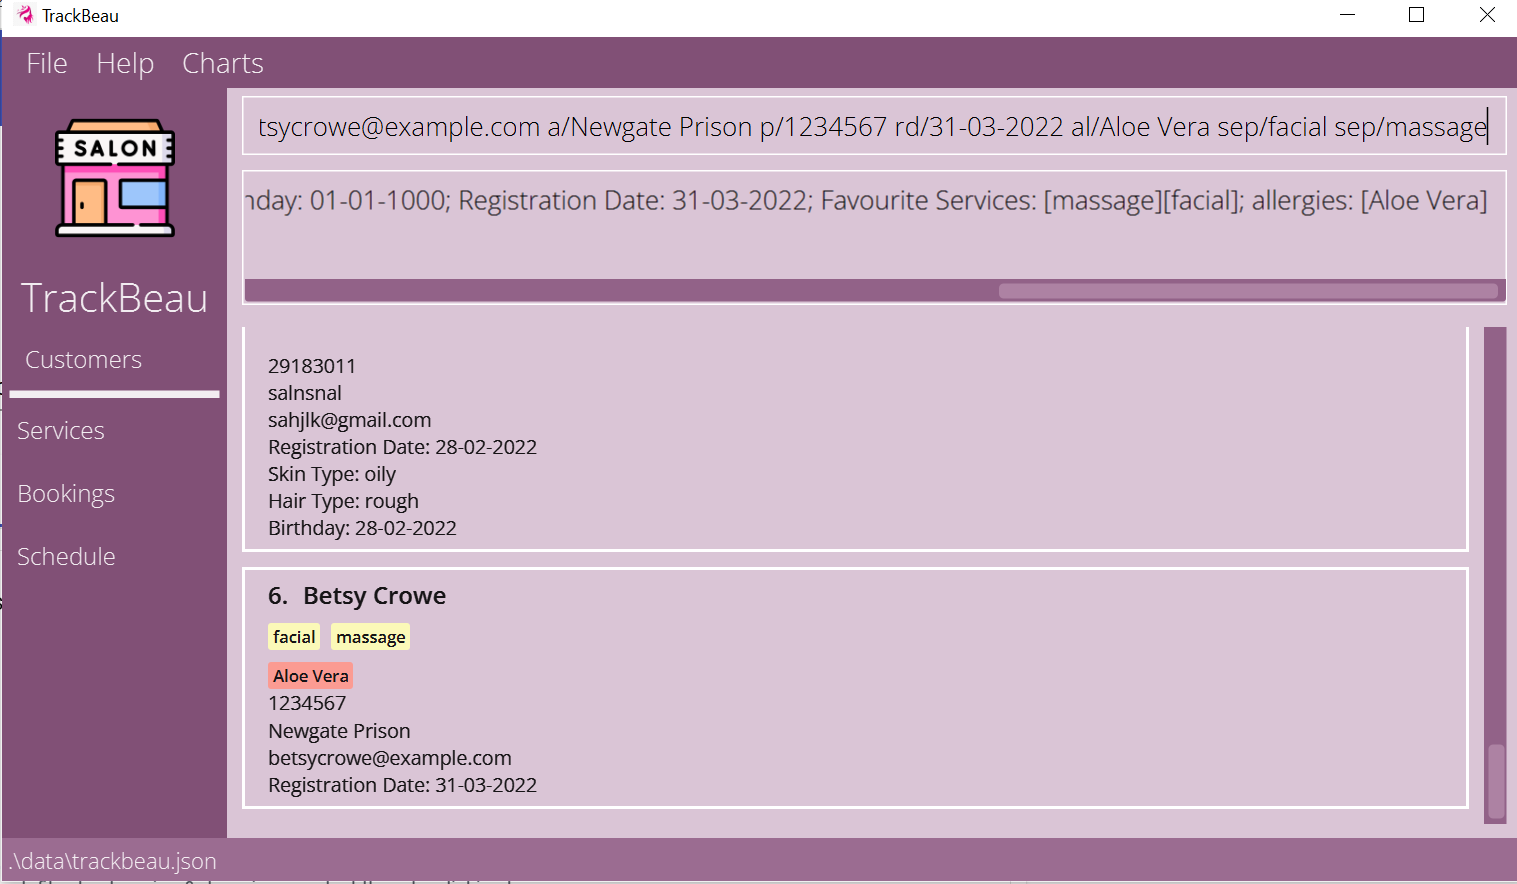 TrackBeau
File Help Charts
SALON
TrackBeau
Customers
Services
Bookings
Schedule
tsycrowe@example.com a/Newgate Prison p/1234567 rd/31-03-2022 al/Aloe Vera sep/facial sep/massage
nday: 01-01-1000; Registration Date: 31-03-2022; Favourite Services: [massage][facial]; allergies: [Aloe Vera]
29183011
salnsnal
sahjlk@gmail.com
Registration Date: 28-02-2022
Skin Type: oily
Hair Type: rough
Birthday: 28-02-2022
6. Betsy Crowe
facial massage
Aloe Vera
1234567
Newgate Prison
betsycrowe@example.com
Registration Date: 31-03-2022
.\data\trackbeau.json